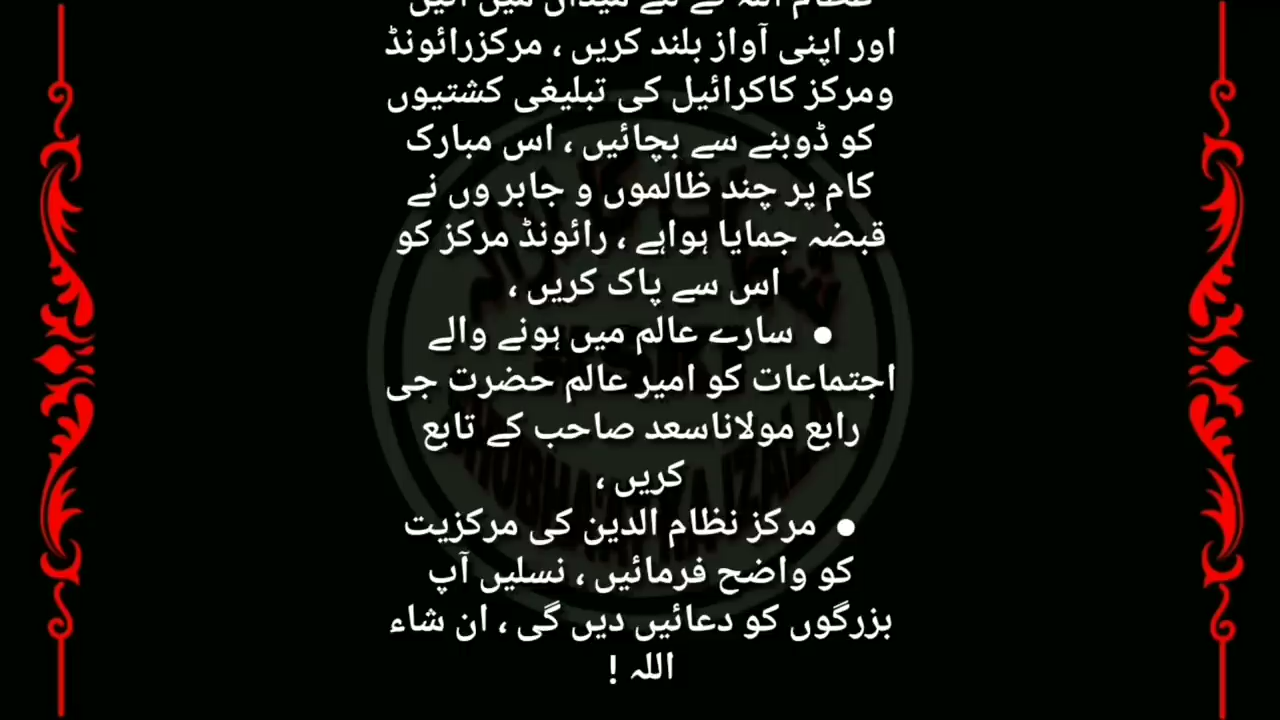 اور اپنی آواز بلند کریں ، مرکزرائونڈ
ومرکز کاکرائیل کی تبلیغی کشتیوں
کو ڈوبنے سے بچائیں ، اس مبارک
کام پر چند ظالموں و جابر وں نے
قبضہ جمایا ہواہے ، رائونڈ مرکز کو
اس سے پاک کریں ،
● سارے عالم میں ہونے والے
اجتماعات کو امیر عالم حضرت جی
رابع مولاناسعد صاحب کے تابع
کریں ،
● مرکز نظام الدین کی مرکزیت
کو واضح فرمائیں ، نسلیں آپ
بزرگوں کو دعائیں دیں گی ، ان شاء
اللہ !